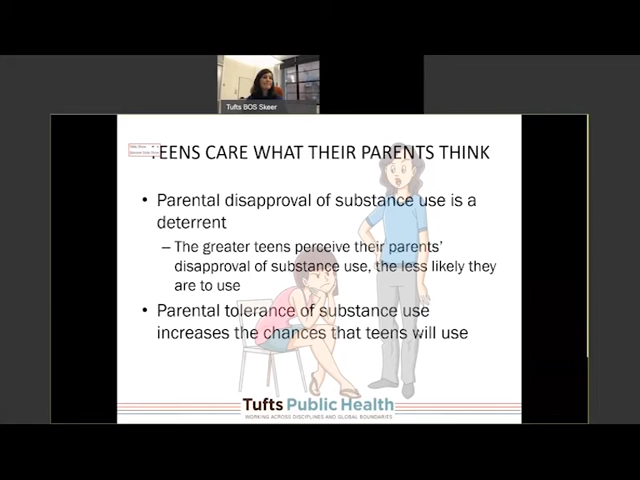 Tufts BOS Skeer
.EENS CARE WHAT THEIR PARENTS THINK
• Parental disapproval of substance use is a
deterrent
– The greater teens perceive their parents'
disapproval of substance use, the less likely they
are to use
• Parental tolerance of substance use
increases the chances that teens will use
Tufts Public Health
WORKING ACROSS DISCIPLINES AND GLOBAL BOUNDARIES